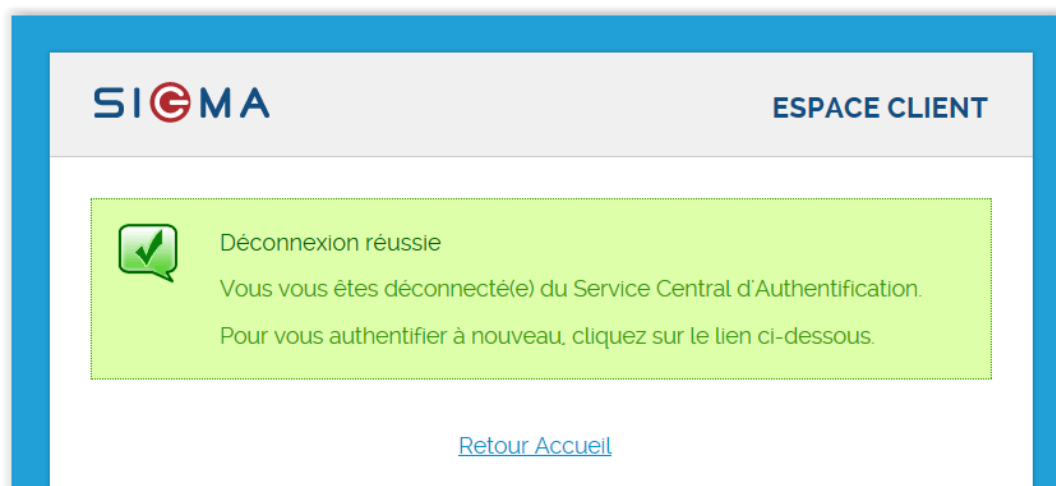 SIGMA
ESPACE CLIENT
Déconnexion réussie
Vous vous êtes déconnecté(e) du Service Central d'Authentification.
Pour vous authentifier à nouveau, cliquez sur le lien ci-dessous.
Retour Accueil